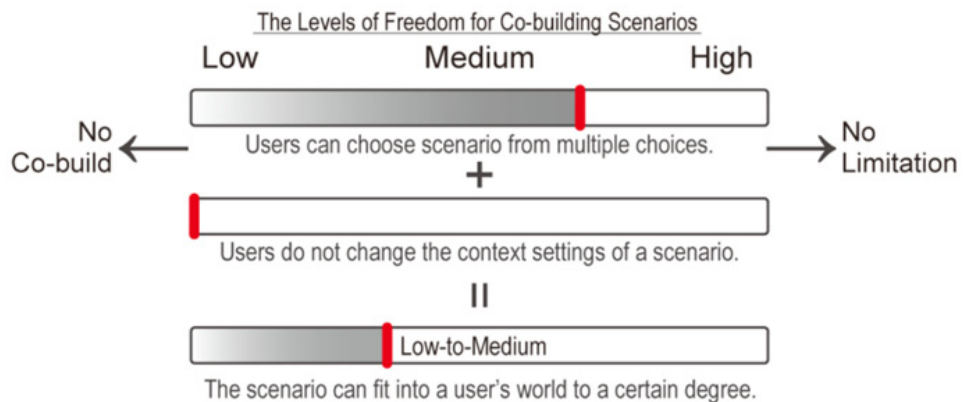 The Levels of Freedom for Co-building Scenarios
Low Medium High
No
Co-build
Users can choose scenario from multiple choices.
No
Limitation
+
Users do not change the context settings of a scenario.
=
Low-to-Medium
The scenario can fit into a user's world to a certain degree.